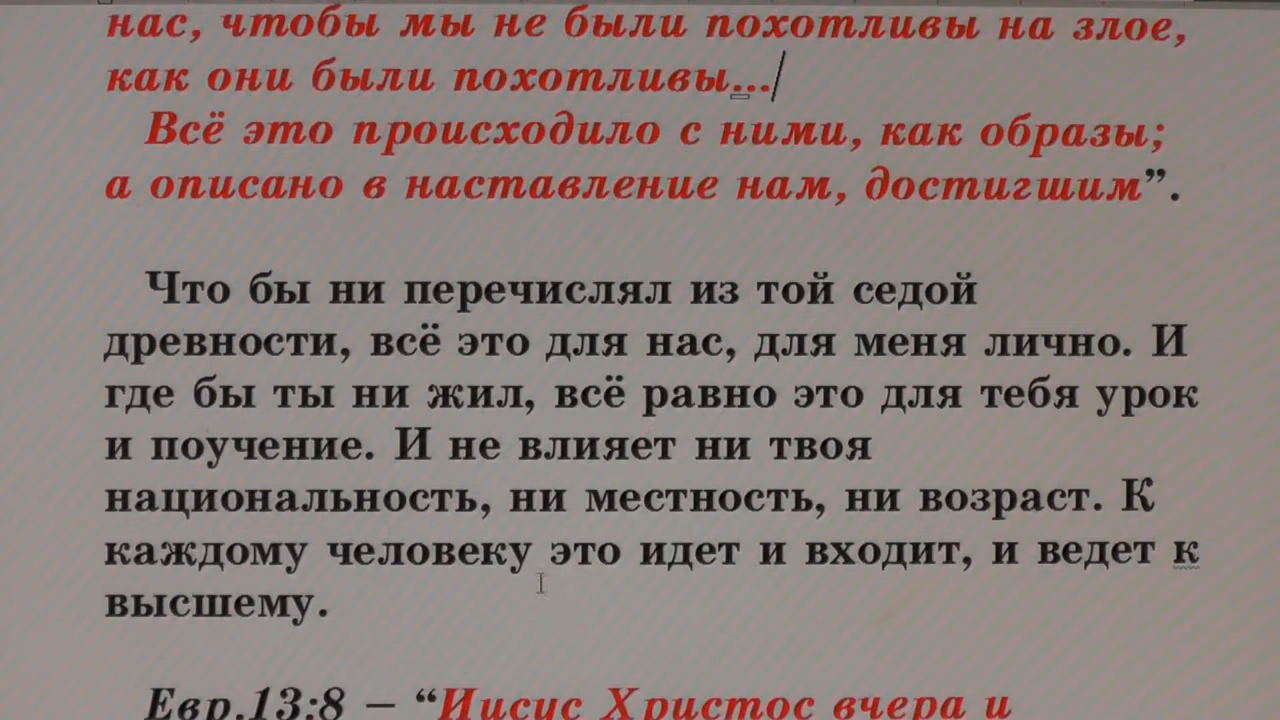 нас, чтобы мы не были похотливы на злое,
как они были похотливы.../
Всё это происходило с ними, как образы;
а описано в наставление нам, достигшим”.
Что бы ни перечислял из той седой
древности, всё это для нас, для меня лично. И
где бы ты ни жил, всё равно это для тебя урок
и поучение. И не влияет ни твоя
национальность, ни местность, ни возраст. К
каждому человеку это идет и входит, и ведет к
высшему.
Евр.13:8 – “Иисус Христос вчера и